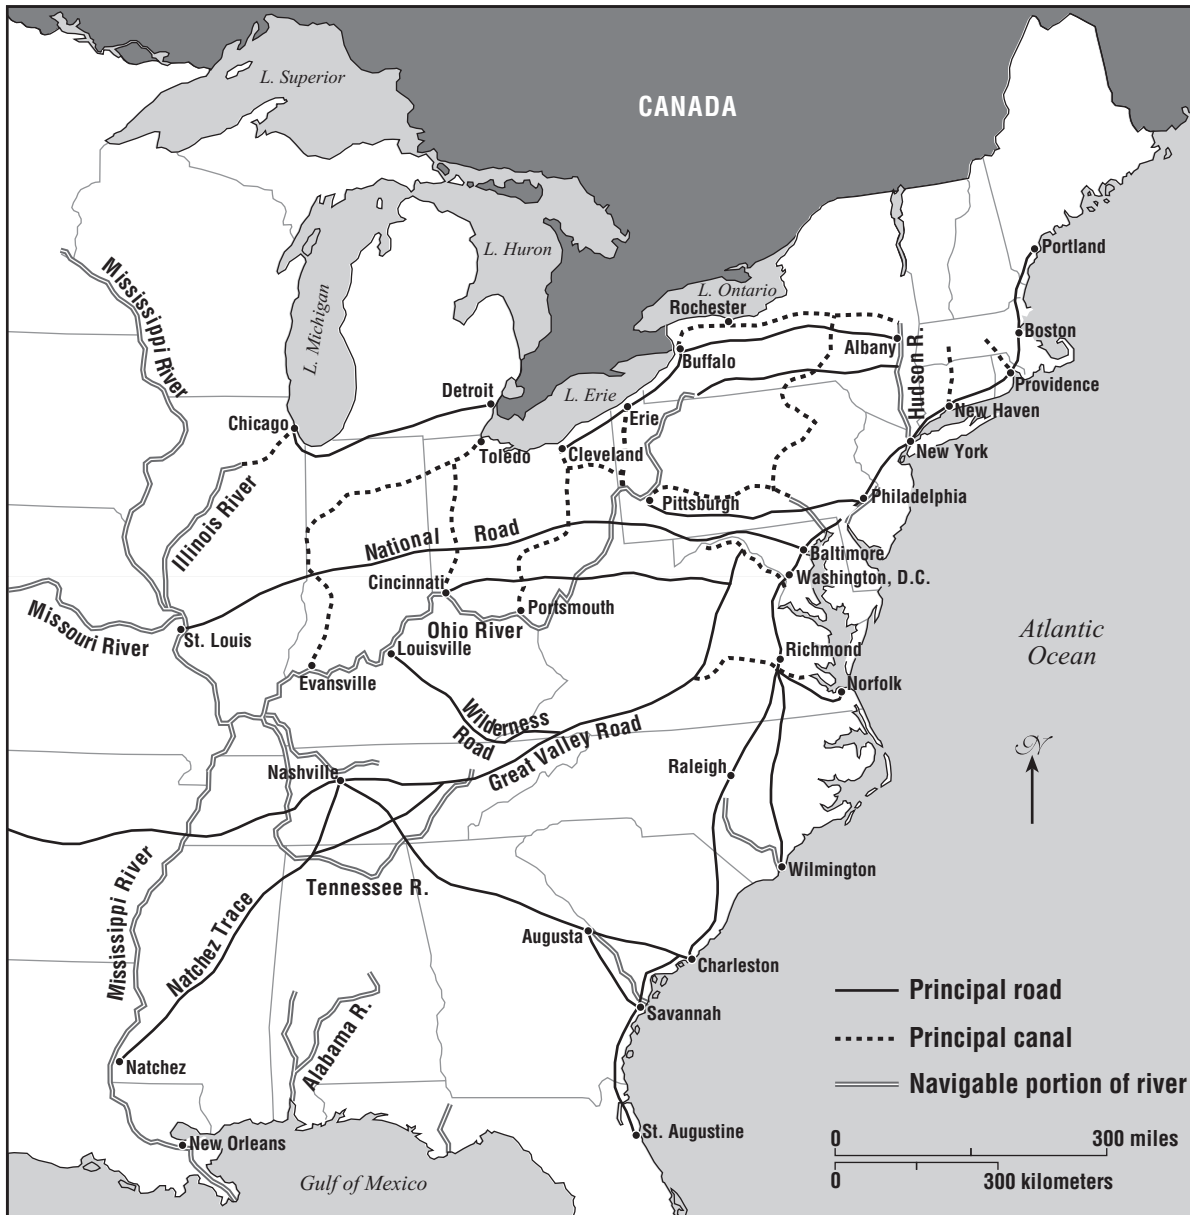 CANADA
L. Superior
L. Huron
L. Michigan
L. Ontario
L. Erie
Portland
Rochester
Boston
Buffalo
Albany
Hudson R.
Providence
New Haven
New York
Mississippi River
Detroit
Chicago
Erie
Toledo
Cleveland
Illinois River
Pittsburgh
Philadelphia
National
Road
Baltimore
Washington, D.C.
Cincinnati
Portsmouth
Missouri River
St. Louis
Ohio River
Louisville
Richmond
Evansville
Norfolk
Atlantic
Ocean
Wilderness
Road
Great Valley Road
N
Nashville
Raleigh
Mississippi River
Tennessee R.
Wilmington
Natchez Trace
Augusta
Charleston
Savannah
Alabama R.
Natchez
New Orleans
St. Augustine
Gulf of Mexico
Principal road
Principal canal
Navigable portion of river
0
300 miles
0
300 kilometers